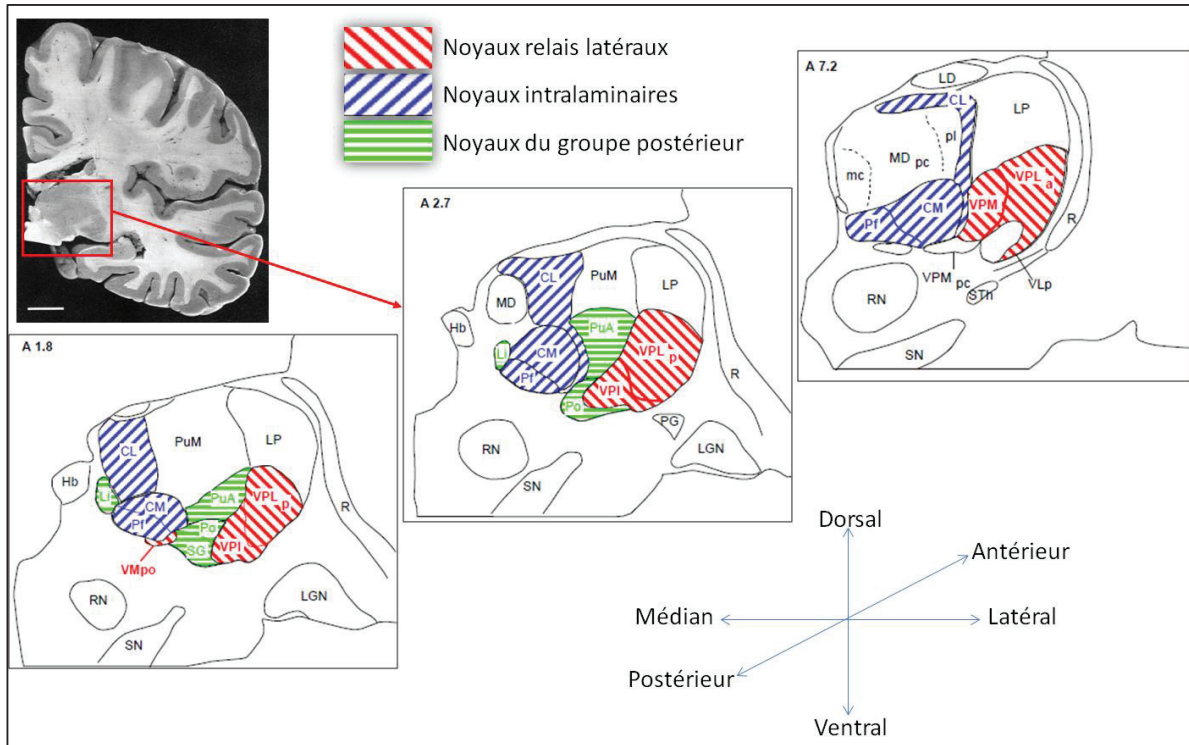 Noyaux relais latéraux
Noyaux intralaminaires
Noyaux du groupe postérieur
A 7.2
LD
CL
LP
pl
MD pc
mc
VPL a
VPM
CM
Pf
R
VPM pc
VLp
STh
RN
SN
A 2.7
CL
PuM
LP
MD
Hb
PuA
Li
CM
VPL p
Pf
VPI
Po
R
PG
RN
LGN
SN
A 1.8
CL
PuM
LP
Hb
Li
PuA
VPL p
CM
R
Pf
Po
SG
VPI
VMpo
RN
LGN
SN
Dorsal
Antérieur
Médian
Latéral
Postérieur
Ventral